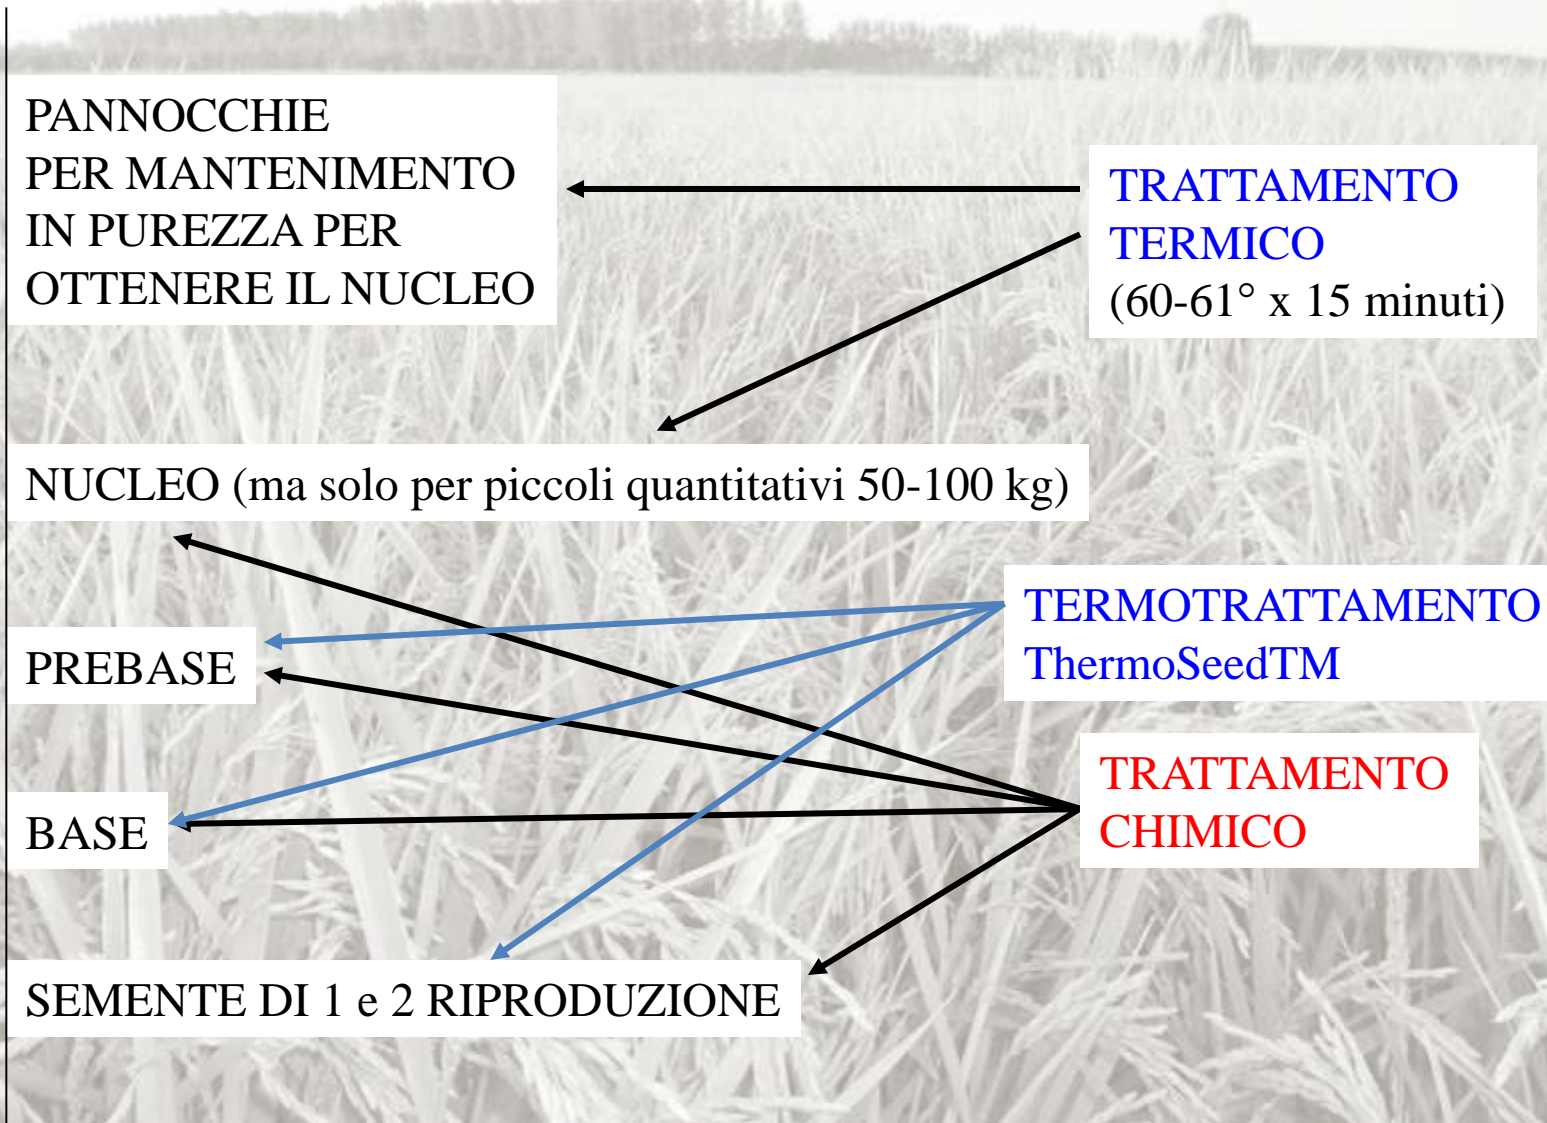 PANNOCCHIE
PER MANTENIMENTO
IN PUREZZA PER
OTTENERE IL NUCLEO
TRATTAMENTO
TERMICO
(60-61° x 15 minuti)
NUCLEO (ma solo per piccoli quantitativi 50-100 kg)
TERMOTRATTAMENTO
ThermoSeedTM
PREBASE
TRATTAMENTO
CHIMICO
BASE
SEMENTE DI 1 e 2 RIPRODUZIONE